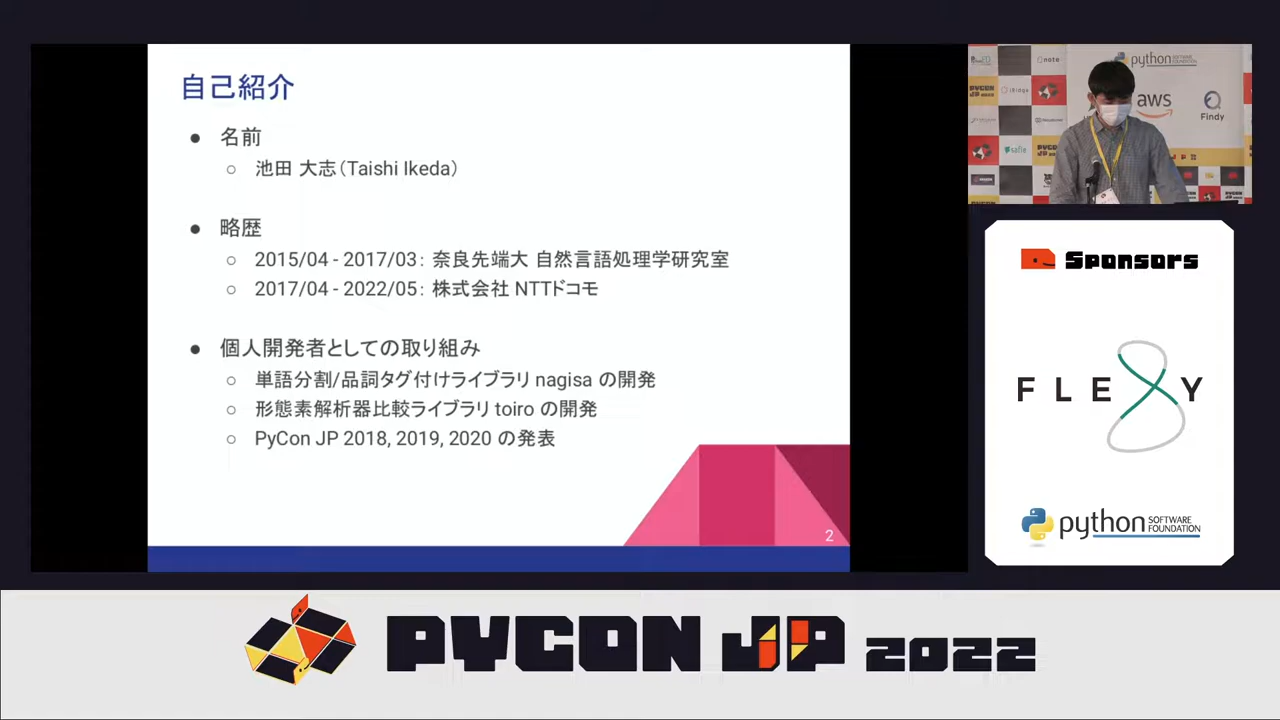 自己紹介
● 名前
○ 池田 大志（Taishi Ikeda）
● 略歴
○ 2015/04 - 2017/03： 奈良先端大 自然言語処理学研究室
○ 2017/04 - 2022/05： 株式会社 NTTドコモ
● 個人開発者としての取り組み
○ 単語分割/品詞タグ付けライブラリ nagisa の開発
○ 形態素解析器比較ライブラリ toiro の開発
○ PyCon JP 2018, 2019, 2020 の発表
2
note
python
SOFTWARE
FOUNDATION
PYCON
JP 2022
iBridge
aws
Findy
safie
PYCON
Sponsors
FLEXY
python SOFTWARE
FOUNDATION
PYCON JP 2022